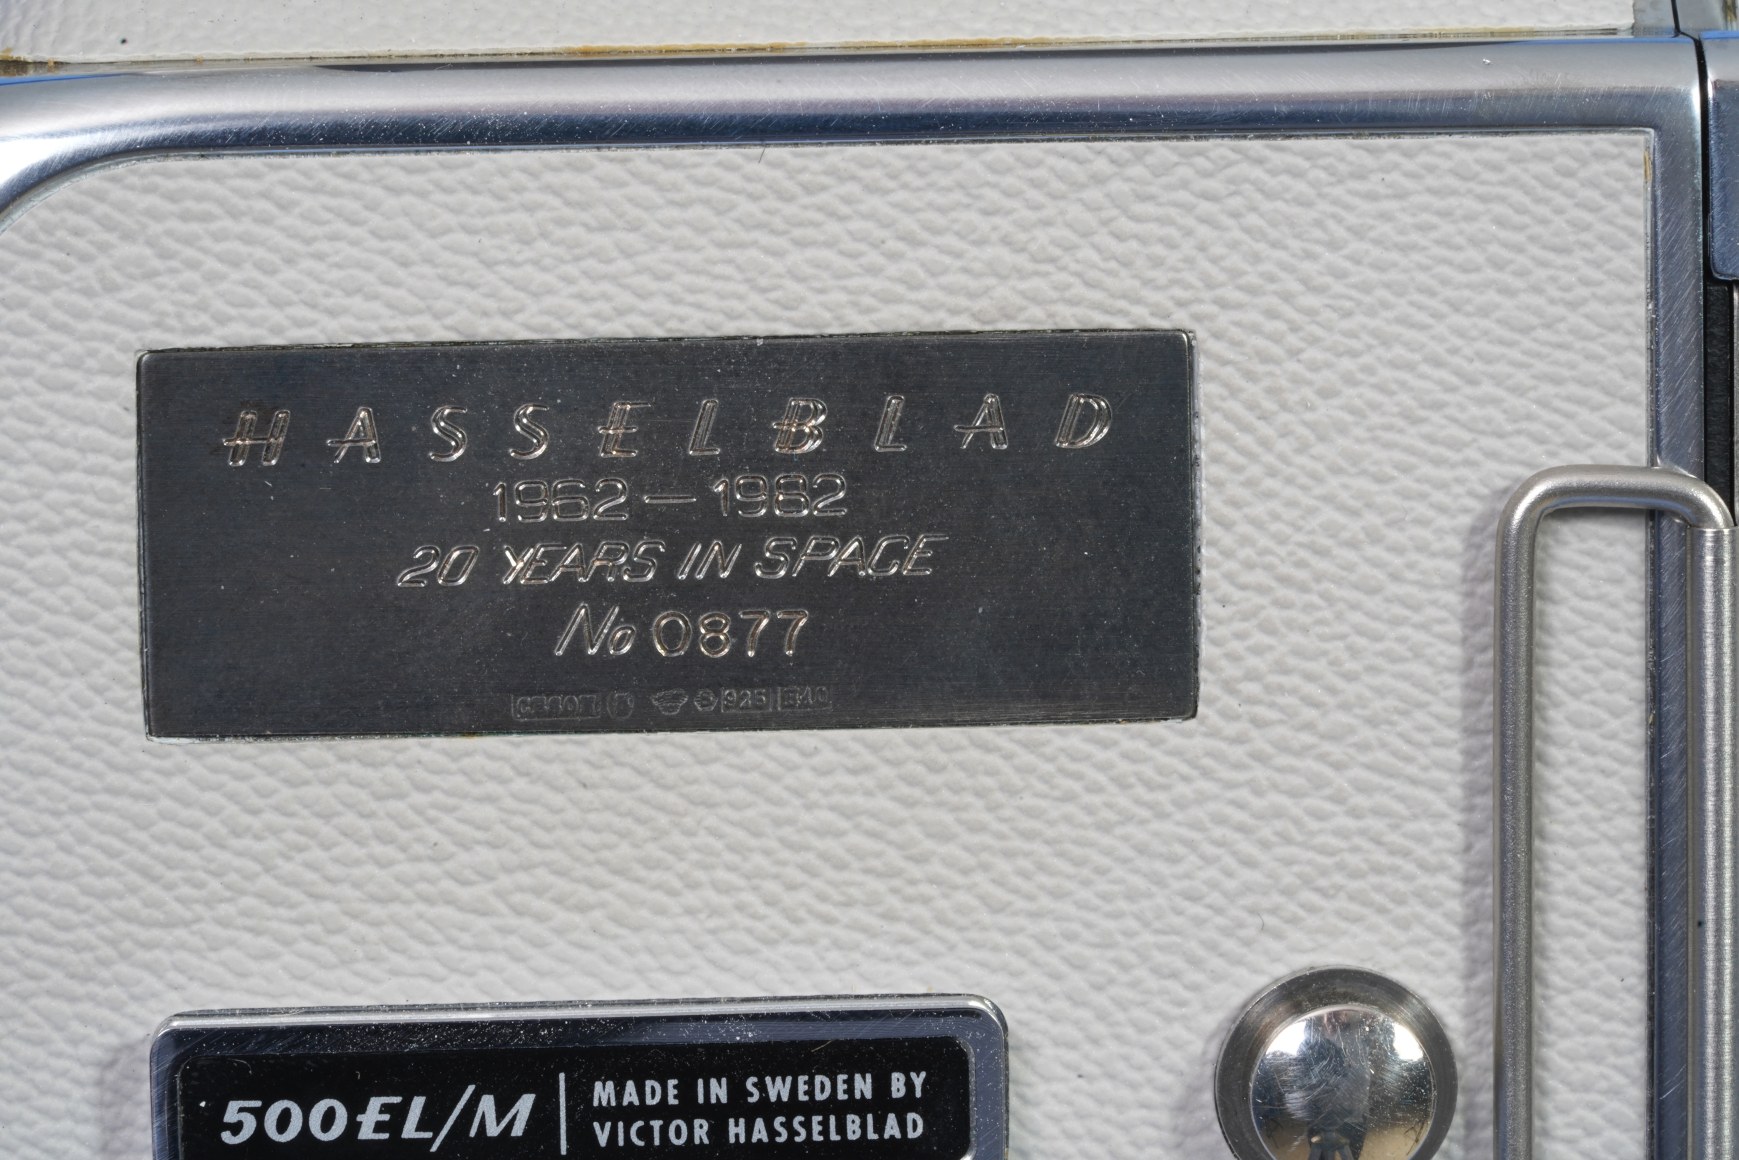 HASSELBLAD
1962-1982
20 YEARS IN SPACE
No 0877
925
500EL/M
MADE IN SWEDEN BY
VICTOR HASSELBLAD